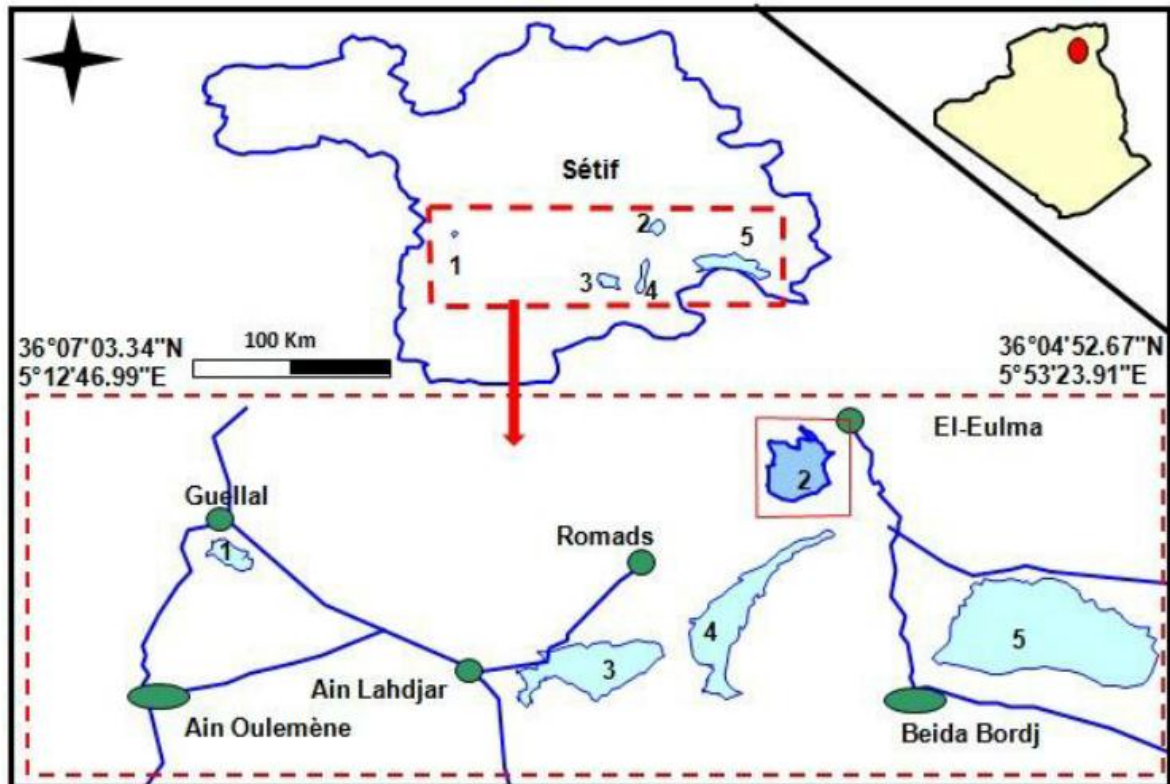 Sétif
2
5
1
3
4
36°07'03.34"N
5°12'46.99"E
100 Km
36°04'52.67"N
5°53'23.91"E
El-Eulma
2
Guellal
1
Romads
4
5
3
Ain Lahdjar
Ain Oulemène
Beida Bordj